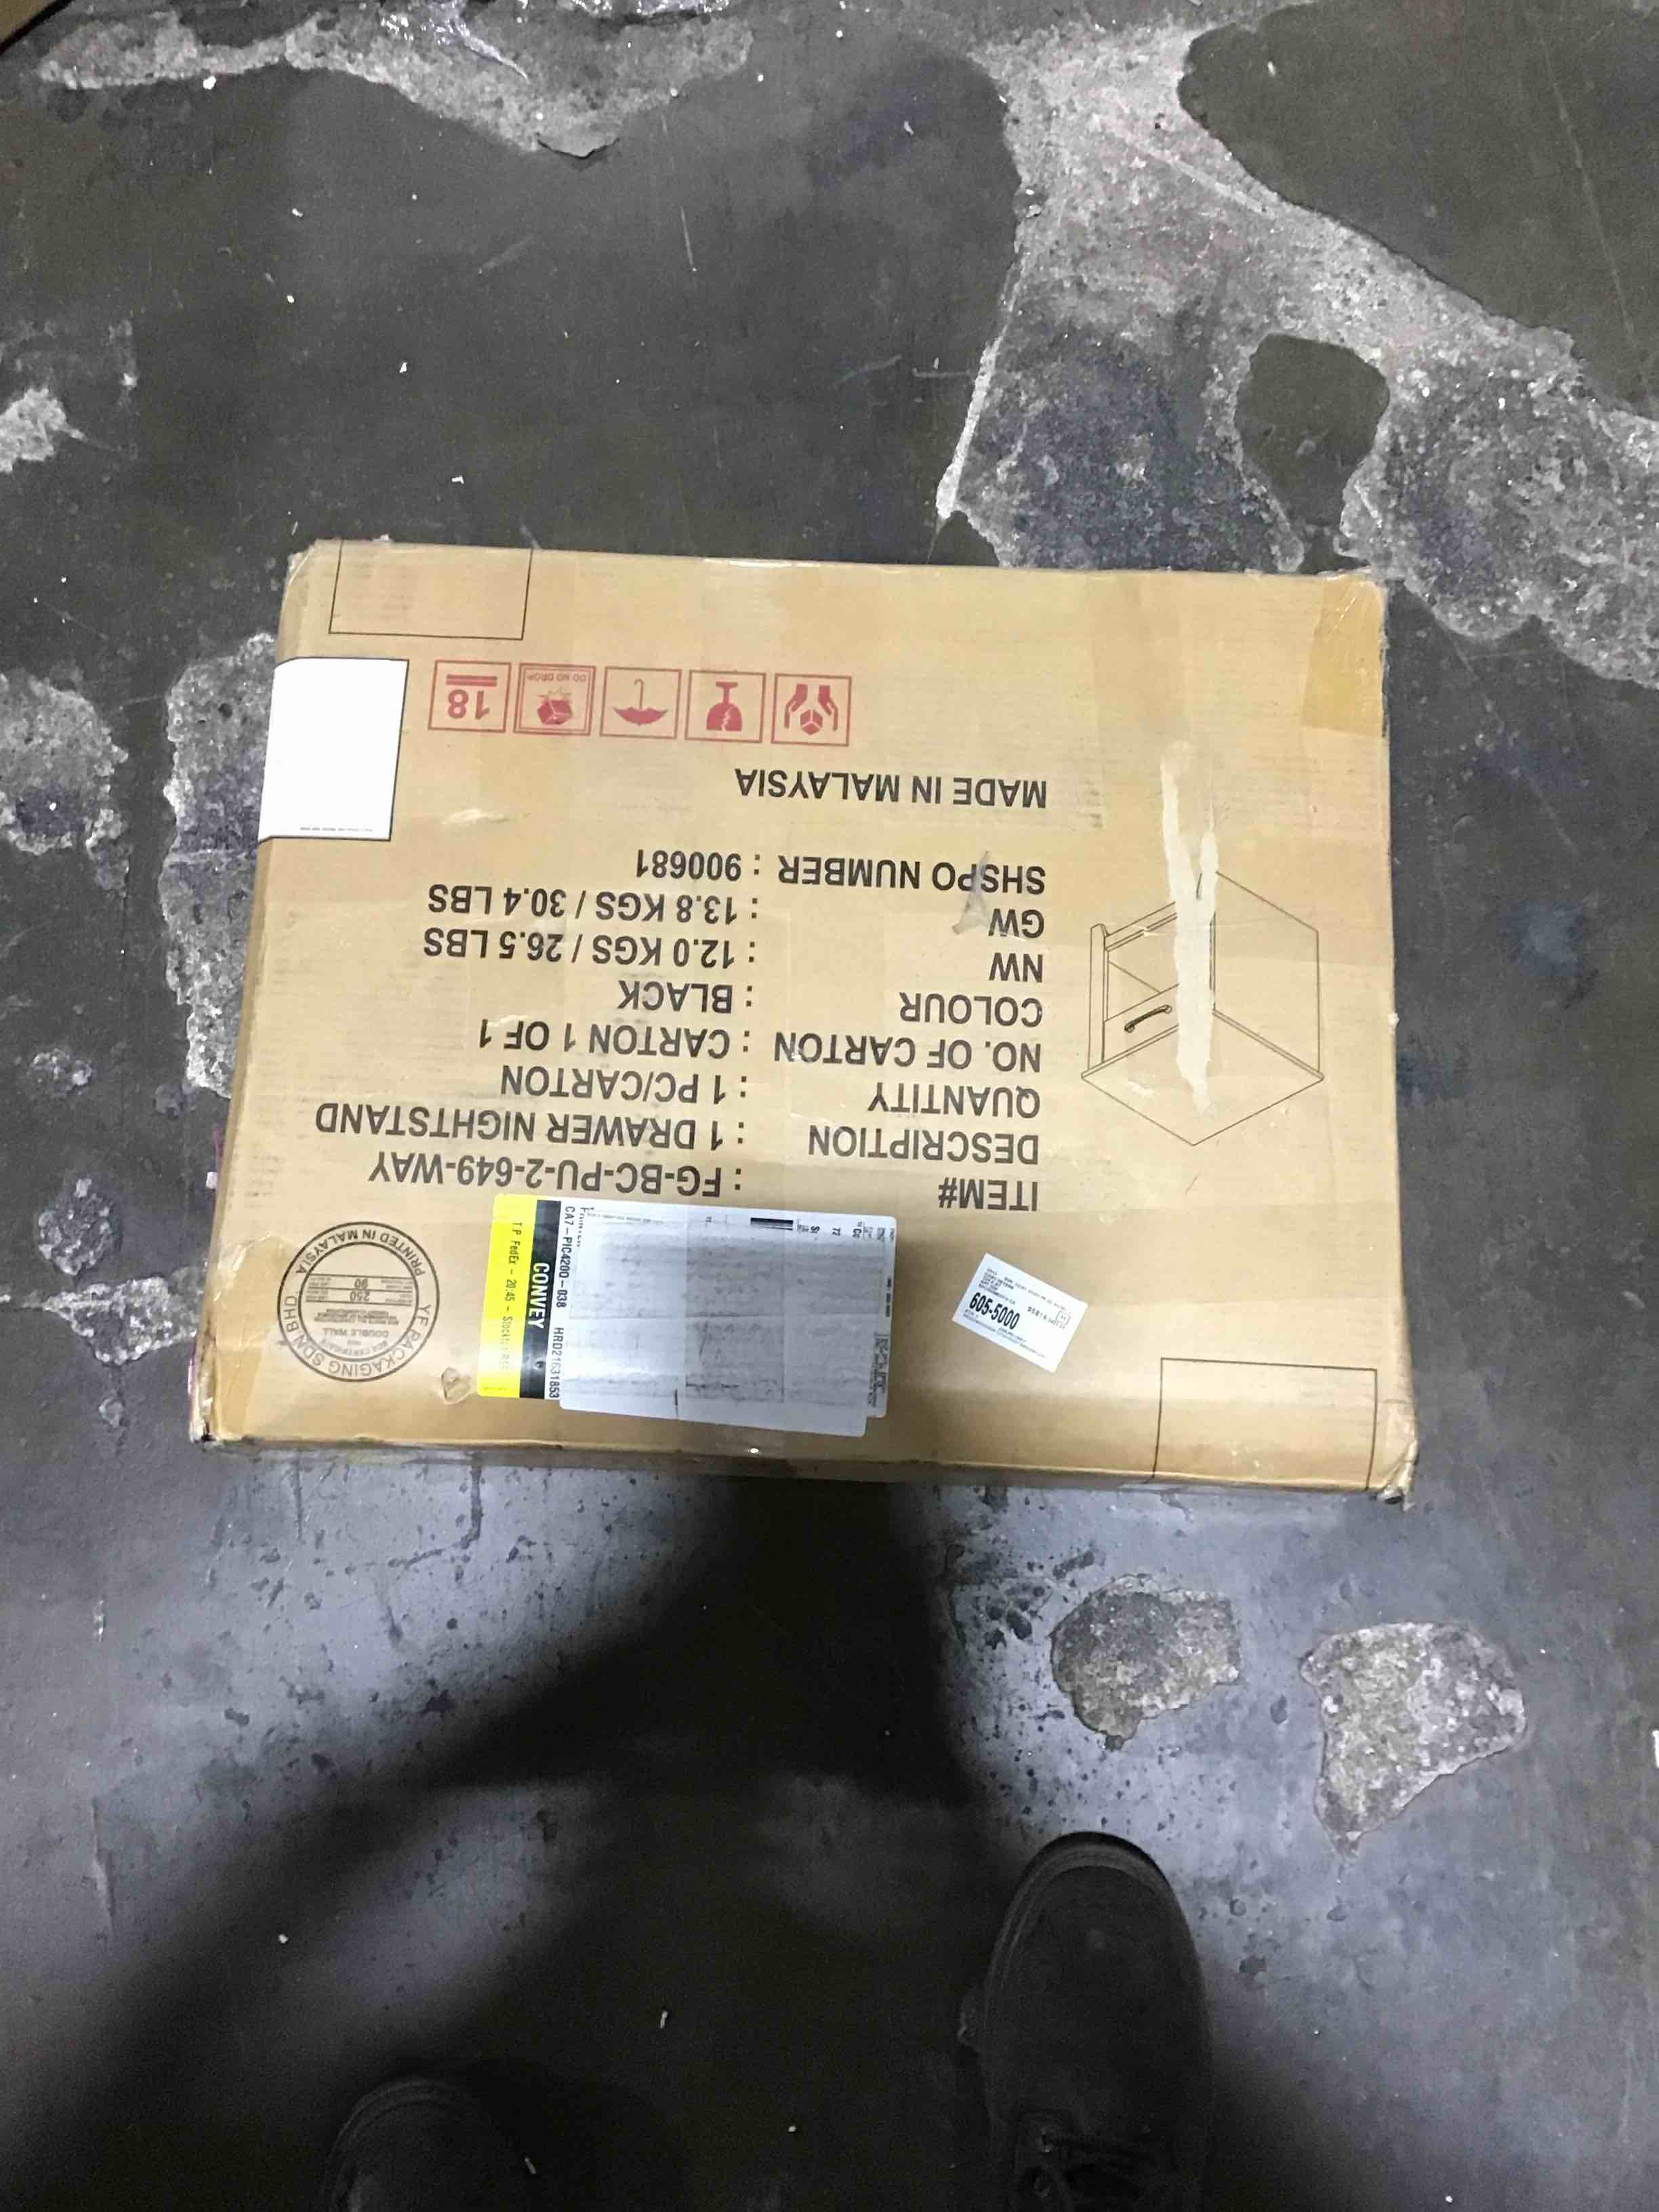 ITEM# : FG-BC-PU-2-649-WAY
DESCRIPTION : 1 DRAWER NIGHTSTAND
QUANTITY : 1 PC/CARTON
NO. OF CARTON : CARTON 1 OF 1
COLOUR : BLACK
NW : 12.0 KGS / 26.5 LBS
GW : 13.8 KGS / 30.4 LBS
SHSPO NUMBER : 900681
MADE IN MALAYSIA
DO NO DROP
18
605-5000
CA7-PIC4200-038 HRD21631853
CONVEY
T.P FedEx - 20:45 -
YF PACKAGING SDN BHD
PRINTED IN MALAYSIA
DOUBLE WALL
250
90